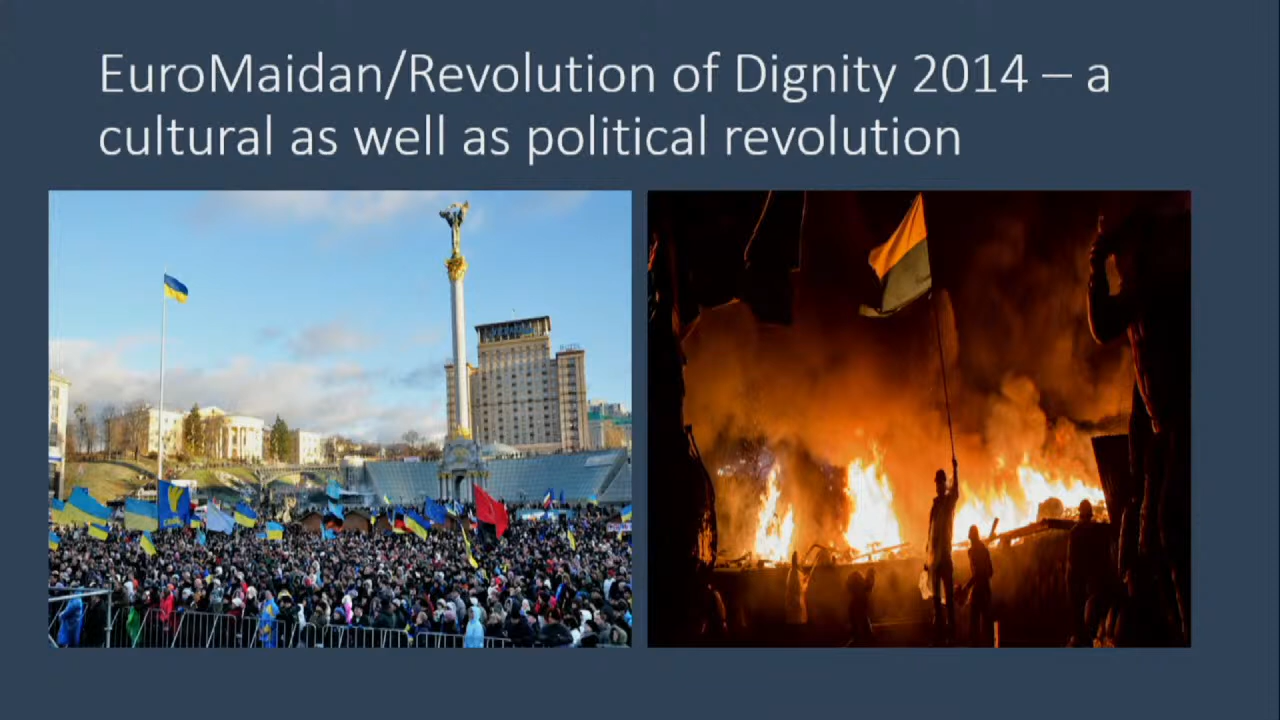 EuroMaidan/Revolution of Dignity 2014 – a
cultural as well as political revolution